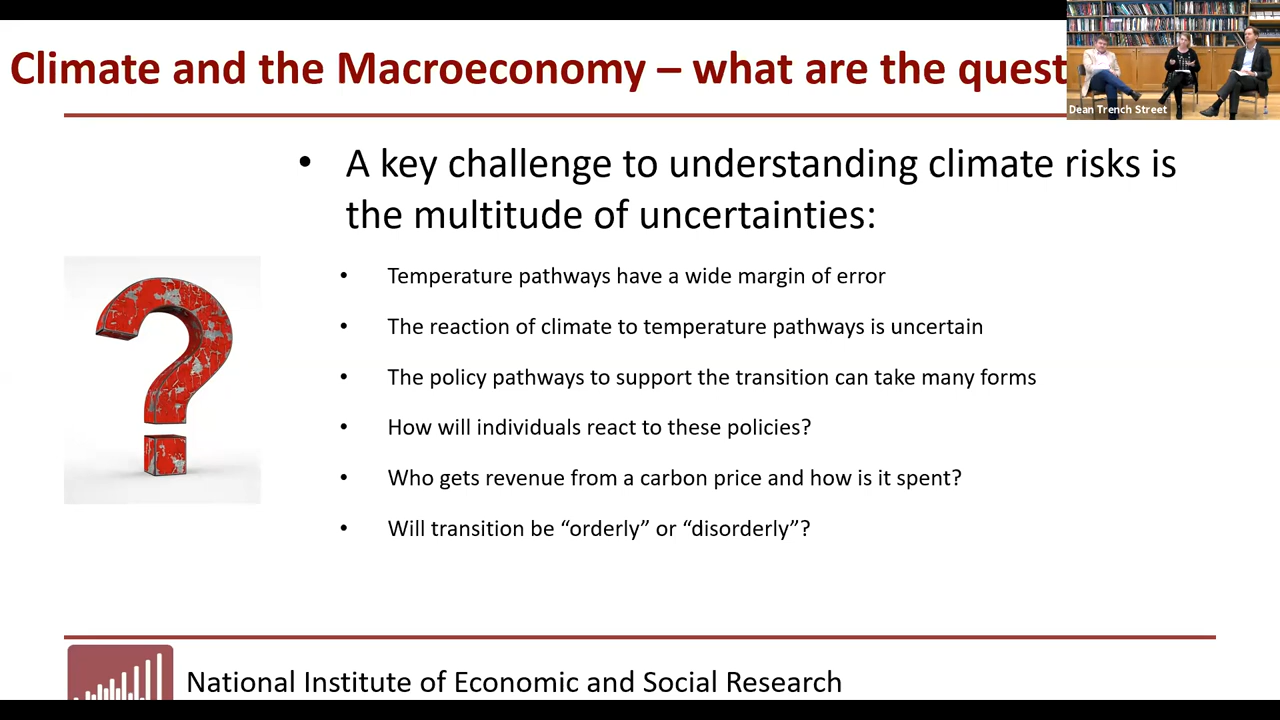 Climate and the Macroeconomy – what are the quest
Dean Trench Street
• A key challenge to understanding climate risks is
the multitude of uncertainties:
• Temperature pathways have a wide margin of error
• The reaction of climate to temperature pathways is uncertain
• The policy pathways to support the transition can take many forms
• How will individuals react to these policies?
• Who gets revenue from a carbon price and how is it spent?
• Will transition be “orderly” or “disorderly”?
National Institute of Economic and Social Research